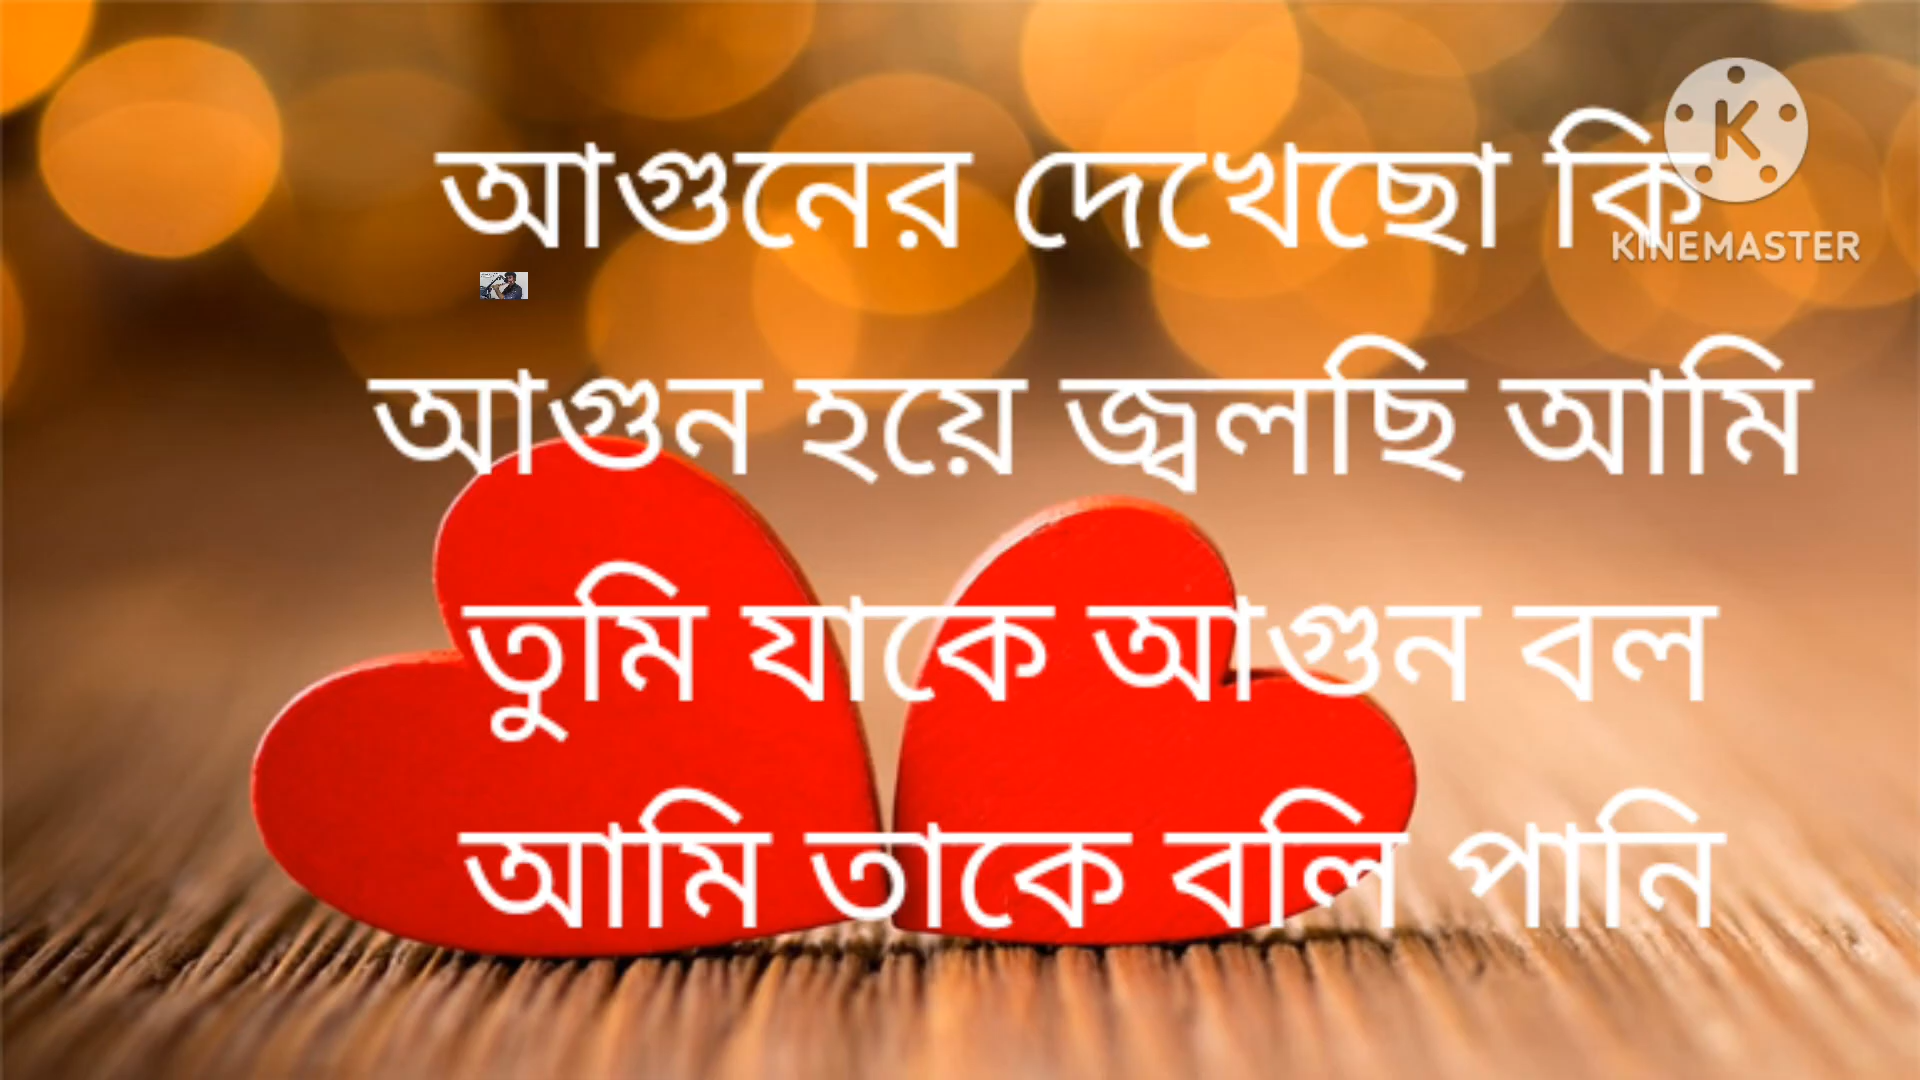 আগুনের দেখেছো কি
আগুন হয়ে জ্বলছি আমি
তুমি যাকে আগুন বল
আমি তাকে বলি পানি
K
KINEMASTER